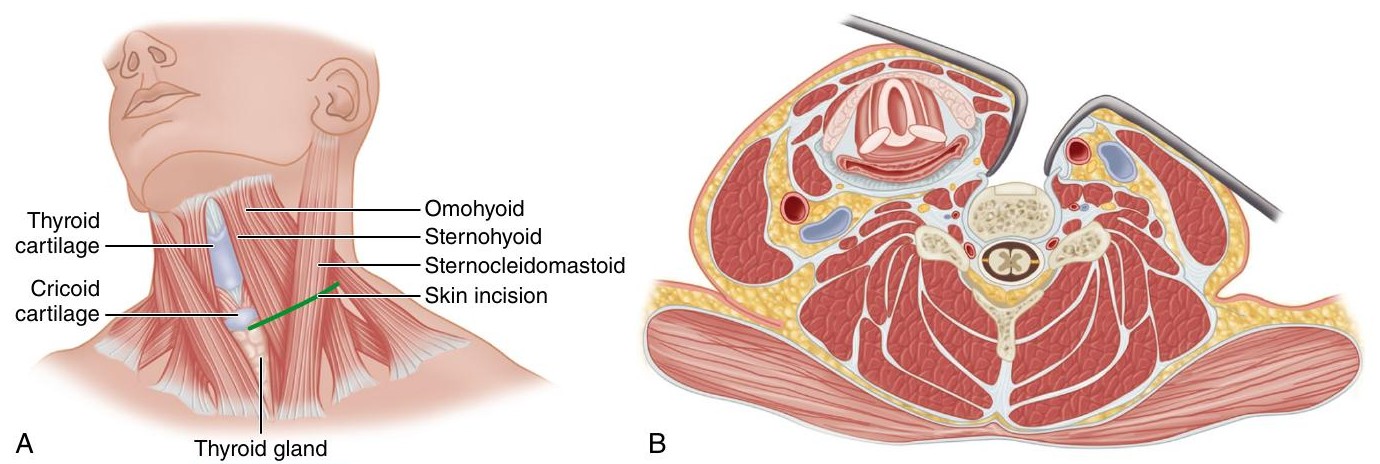 Thyroid
cartilage
Cricoid
cartilage
Omohyoid
Sternohyoid
Sternocleidomastoid
Skin incision
Thyroid gland
A
B